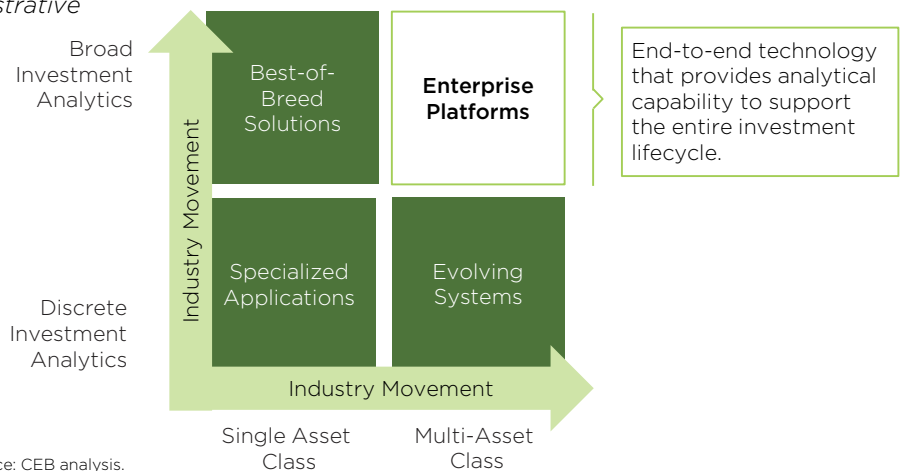 Broad
Investment
Analytics
Best-of-
Breed
Solutions
Enterprise
Platforms
End-to-end technology
that provides analytical
capability to support
the entire investment
lifecycle.
Industry Movement
Specialized
Applications
Evolving
Systems
Discrete
Investment
Analytics
Industry Movement
Single Asset
Class
Multi-Asset
Class
CEB analysis.